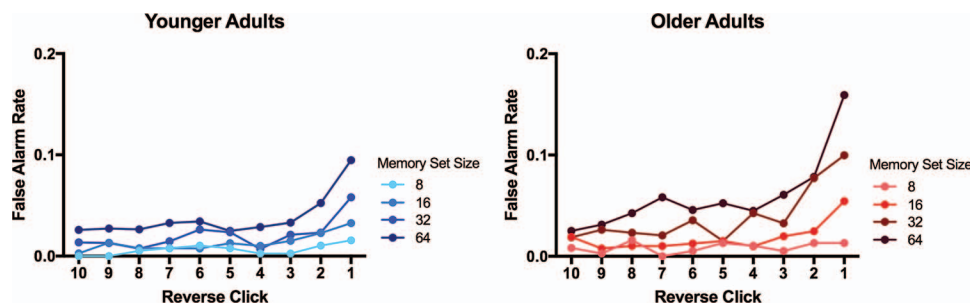 Younger Adults
False Alarm Rate
0.2
0.1
0.0
10 9 8 7 6 5 4 3 2 1
Reverse Click
Memory Set Size
8
16
32
64
Older Adults
False Alarm Rate
0.2
0.1
0.0
10 9 8 7 6 5 4 3 2 1
Reverse Click
Memory Set Size
8
16
32
64